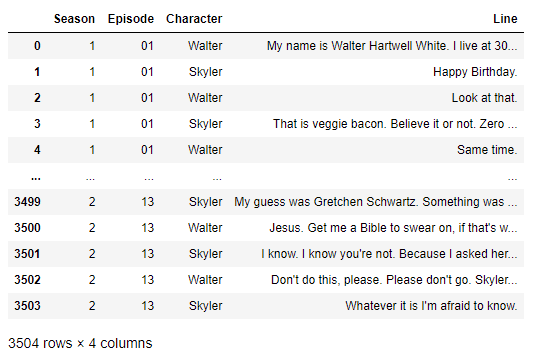 Season Episode Character Line
0 1 01 Walter My name is Walter Hartwell White. I live at 30...
1 1 01 Skyler Happy Birthday.
2 1 01 Walter Look at that.
3 1 01 Skyler That is veggie bacon. Believe it or not. Zero ...
4 1 01 Walter Same time.
... ... ... ... ...
3499 2 13 Skyler My guess was Gretchen Schwartz. Something was ...
3500 2 13 Walter Jesus. Get me a Bible to swear on, if that's w...
3501 2 13 Skyler I know. I know you're not. Because I asked her...
3502 2 13 Walter Don't do this, please. Please don't go. Skyler...
3503 2 13 Skyler Whatever it is I'm afraid to know.
3504 rows × 4 columns